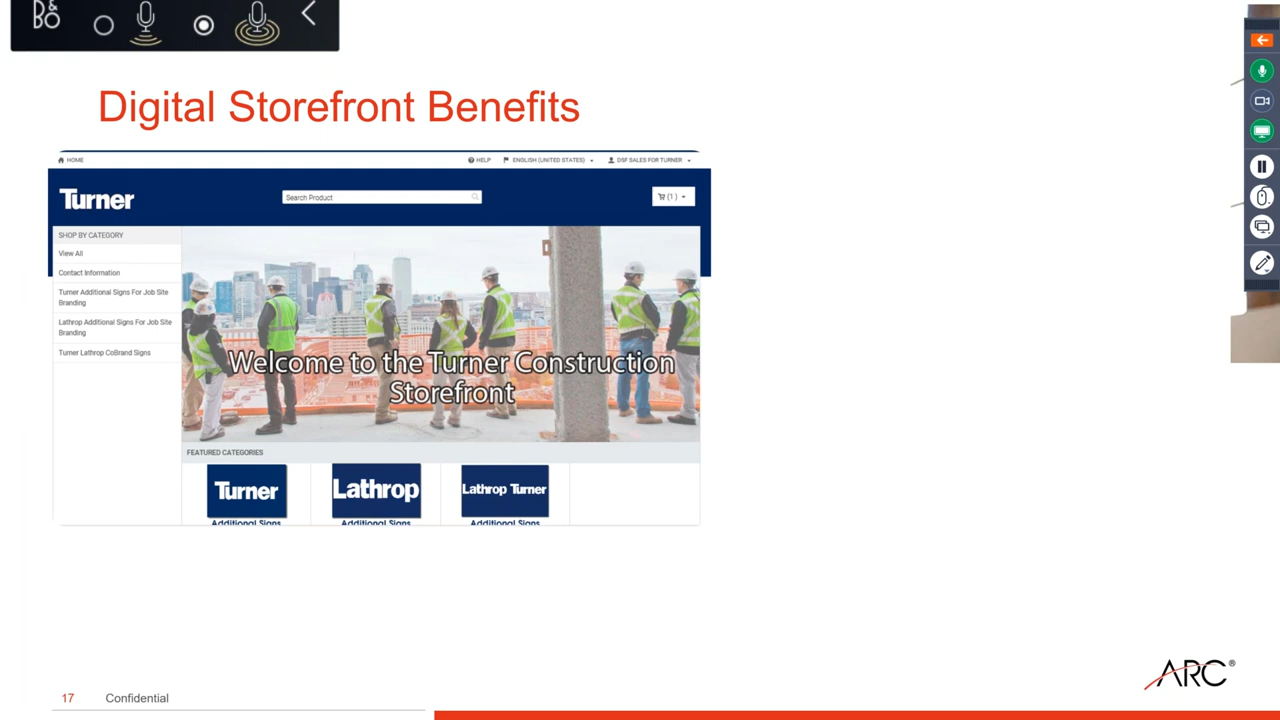 B&O
Digital Storefront Benefits
HOME
HELP
ENGLISH (UNITED STATES)
DSF SALES FOR TURNER
Turner
Search Product
(1)
SHOP BY CATEGORY
View All
Contact Information
Turner Additional Signs For Job Site
Branding
Lathrop Additional Signs For Job Site
Branding
Turner Lathrop CoBrand Signs
Welcome to the Turner Construction
Storefront
FEATURED CATEGORIES
Turner
Lathrop
Lathrop Turner
Additional Signs
Additional Signs
Additional Signs
ARC®
17
Confidential